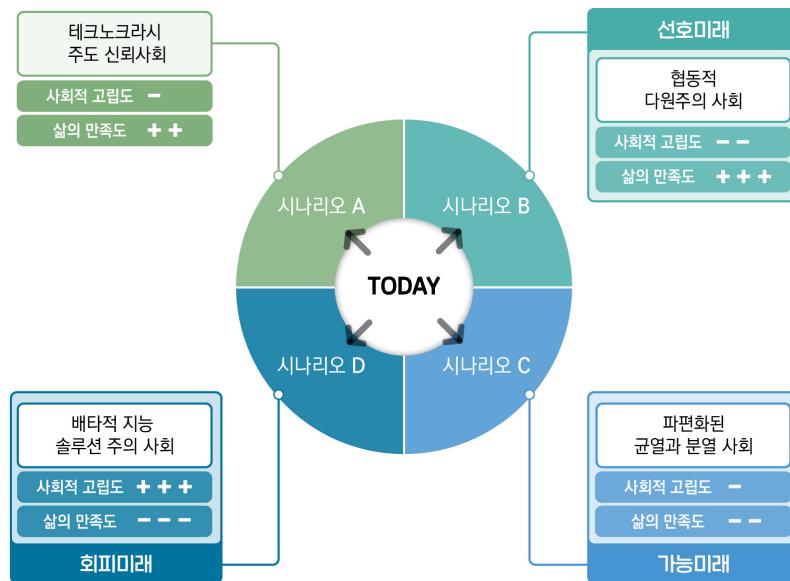 테크노크라시
주도 신뢰사회
사회적 고립도 －
삶의 만족도 ＋＋
선호미래
협동적
다원주의 사회
사회적 고립도 －－
삶의 만족도 ＋＋＋
시나리오 A
시나리오 B
TODAY
시나리오 D
시나리오 C
배타적 지능
솔루션 주의 사회
사회적 고립도 ＋＋＋
삶의 만족도 －－－
회피미래
파편화된
균열과 분열 사회
사회적 고립도 －
삶의 만족도 －－
가능미래